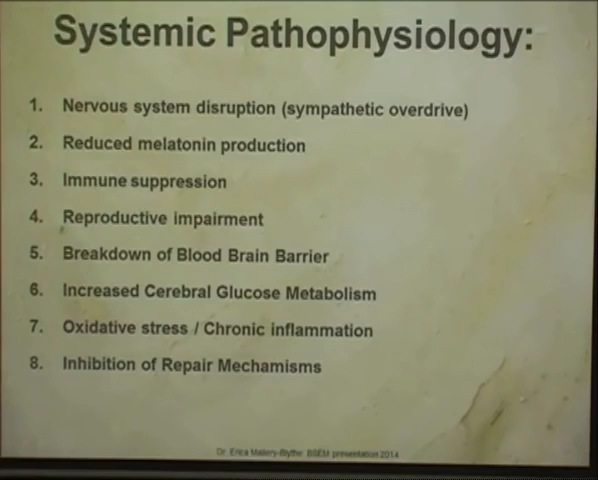 Systemic Pathophysiology:
1. Nervous system disruption (sympathetic overdrive)
2. Reduced melatonin production
3. Immune suppression
4. Reproductive impairment
5. Breakdown of Blood Brain Barrier
6. Increased Cerebral Glucose Metabolism
7. Oxidative stress / Chronic inflammation
8. Inhibition of Repair Mechamisms
Dr. Erica Mallery-Blythe: BSEM presentation 2014